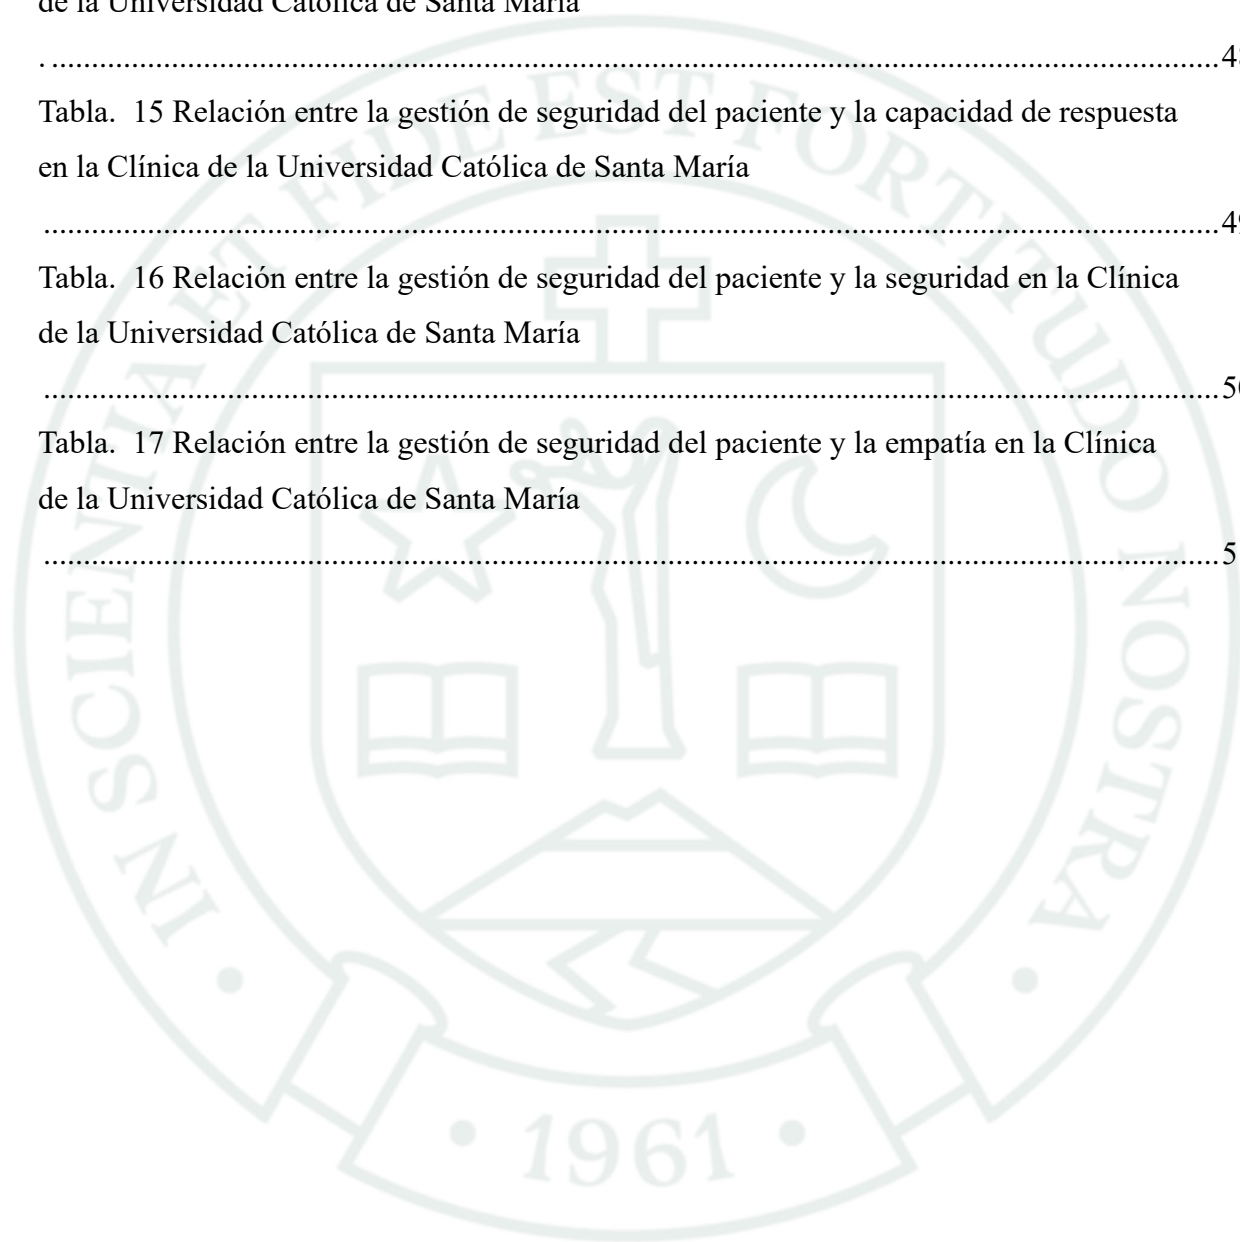 de la Universidad Católica de Santa María
. ........................................................................................................................................................4
Tabla.  15 Relación entre la gestión de seguridad del paciente y la capacidad de respuesta
en la Clínica de la Universidad Católica de Santa María
.........................................................................................................................................................4
Tabla.  16 Relación entre la gestión de seguridad del paciente y la seguridad en la Clínica
de la Universidad Católica de Santa María
.........................................................................................................................................................5
Tabla.  17 Relación entre la gestión de seguridad del paciente y la empatía en la Clínica
de la Universidad Católica de Santa María
.........................................................................................................................................................5
IN SCIENTIA ET FIDE EST FORTITUDO NOSTRA
• 1961 •